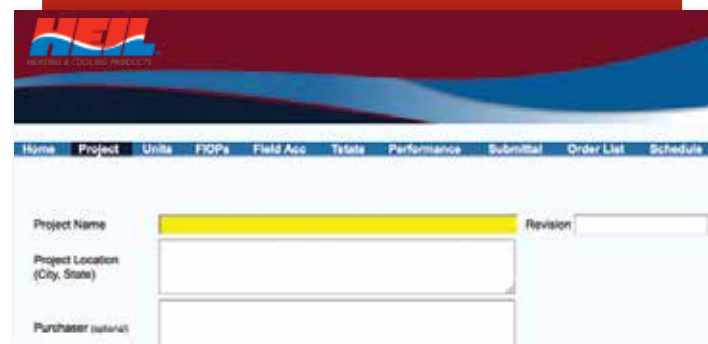 HEIL
HEATING & COOLING PRODUCTS
Home Project Units FIOPs Field Acc Tstats Performance Submittal Order List Schedule
Project Name Revision
Project Location
(City, State)
Purchaser (optional)